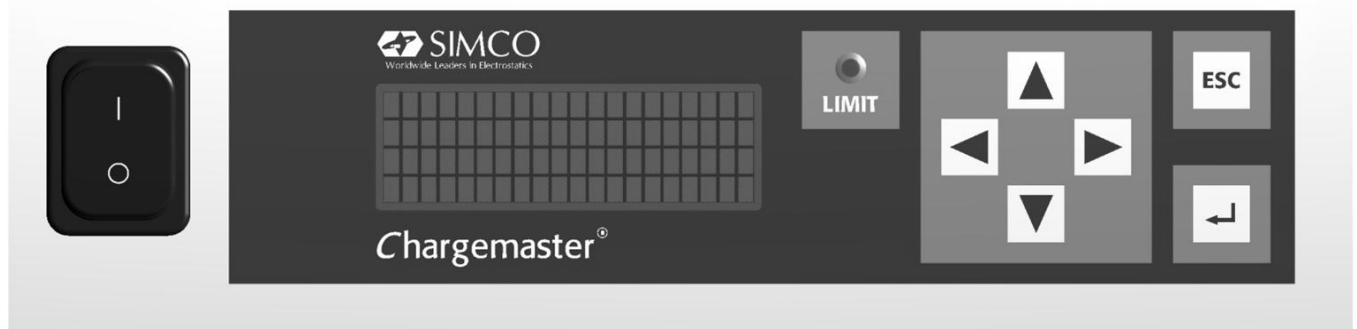 SIMCO
Worldwide Leaders in Electrostatics
Chargemaster®
LIMIT
ESC